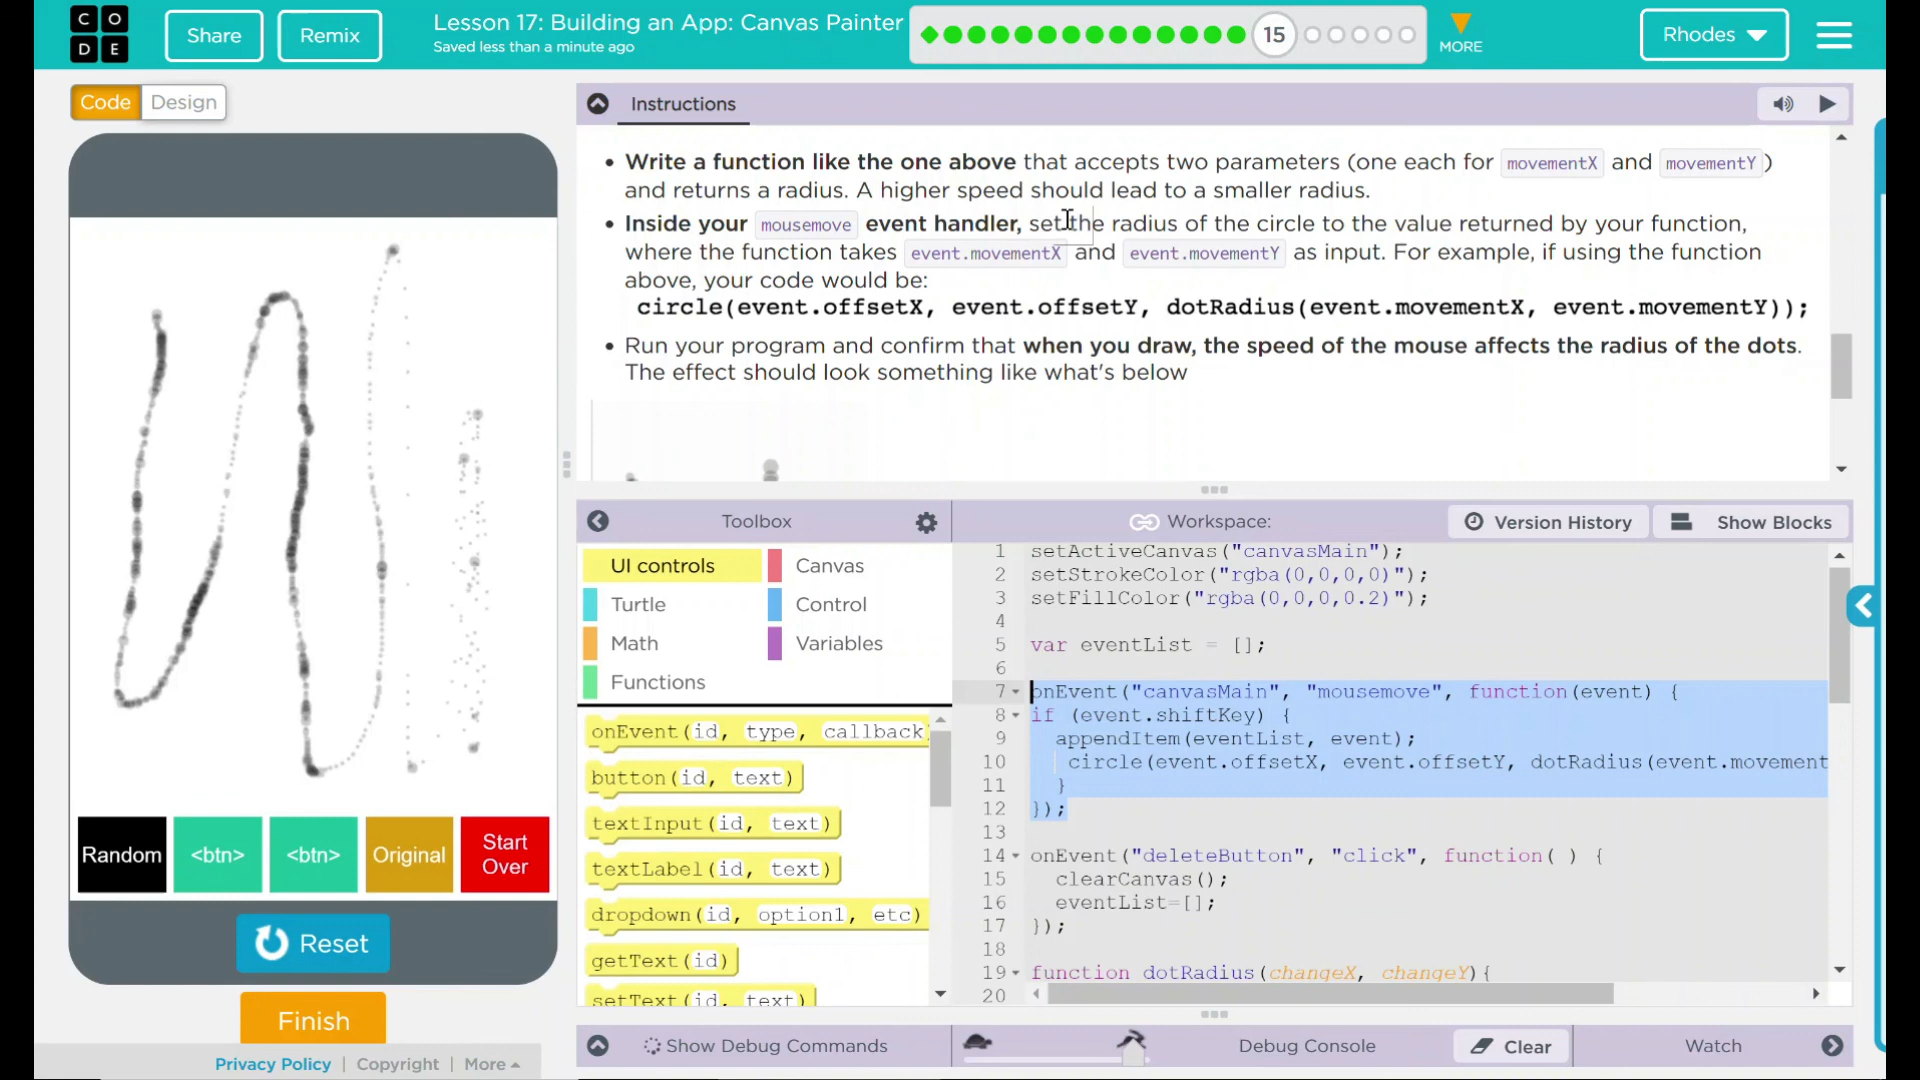 CODE
Share
Remix
Lesson 17: Building an App: Canvas Painter
Saved less than a minute ago
15
MORE
Rhodes
Code
Design
Instructions
Write a function like the one above that accepts two parameters (one each for movementX and movementY)
and returns a radius. A higher speed should lead to a smaller radius.
Inside your mousemove event handler, set the radius of the circle to the value returned by your function,
where the function takes event.movementX and event.movementY as input. For example, if using the function
above, your code would be:
circle(event.offsetX, event.offsetY, dotRadius(event.movementX, event.movementY));
Run your program and confirm that when you draw, the speed of the mouse affects the radius of the dots.
The effect should look something like what's below
Random
<btn>
<btn>
Original
Start
Over
Reset
Finish
Privacy Policy | Copyright | More
Toolbox
UI controls
Canvas
Turtle
Control
Math
Variables
Functions
onEvent(id, type, callback)
button(id, text)
textInput(id, text)
textLabel(id, text)
dropdown(id, option1, etc)
getText(id)
setText(id, text)
Workspace:
Version History
Show Blocks
1 setActiveCanvas("canvasMain");
2 setStrokeColor("rgba(0,0,0,0)");
3 setFillColor("rgba(0,0,0,0.2)");
4
5 var eventList = [];
6
7 onEvent("canvasMain", "mousemove", function(event) {
8 if (event.shiftKey) {
9 appendItem(eventList, event);
10 circle(event.offsetX, event.offsetY, dotRadius(event.movement
11 }
12 });
13
14 onEvent("deleteButton", "click", function( ) {
15 clearCanvas();
16 eventList=[];
17 });
18
19 function dotRadius(changeX, changeY){
20
Show Debug Commands
Debug Console
Clear
Watch